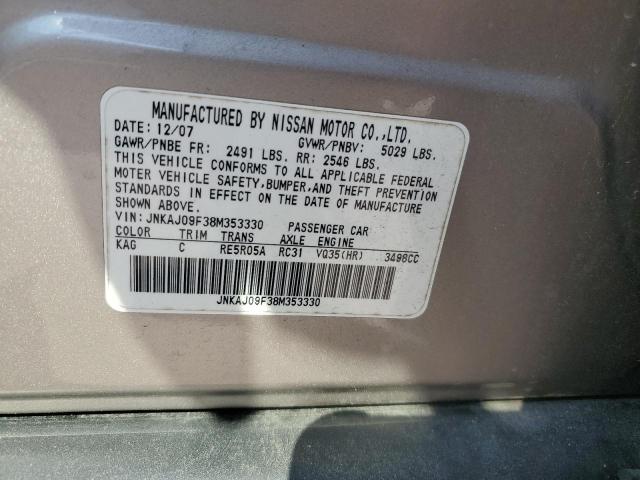 MANUFACTURED BY NISSAN MOTOR CO.,LTD.
DATE: 12/07 GVWR/PNBV: 5029 LBS.
GAWR/PNBE FR: 2491 LBS. RR: 2546 LBS.
THIS VEHICLE CONFORMS TO ALL APPLICABLE FEDERAL
MOTOR VEHICLE SAFETY, BUMPER, AND THEFT PREVENTION
STANDARDS IN EFFECT ON THE DATE OF MANUFACTURE
SHOWN ABOVE.
VIN: JNKAJ09F38M353330 PASSENGER CAR
COLOR TRIM TRANS AXLE ENGINE
KAG C RE5R05A RC31 VQ35(HR) 3498CC
JNKAJ09F38M353330